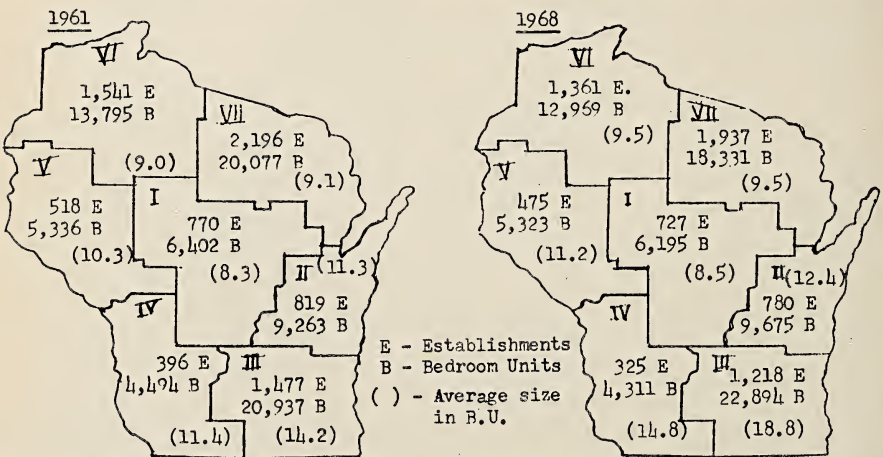 1961
VI
1,541 E
13,795 B
(9.0)
VII
2,196 E
20,077 B
(9.1)
V
518 E
5,336 B
(10.3)
I
770 E
6,402 B
(8.3)
II
(11.3)
819 E
9,263 B
IV
396 E
4,494 B
(11.4)
III
1,477 E
20,937 B
(14.2)
E - Establishments
B - Bedroom Units
( ) - Average size
in B.U.
1968
VI
1,361 E.
12,969 B
(9.5)
VII
1,937 E
18,331 B
(9.5)
V
475 E
5,323 B
(11.2)
I
727 E
6,195 B
(8.5)
II
(12.4)
780 E
9,675 B
IV
325 E
4,311 B
(14.8)
III
1,218 E
22,894 B
(18.8)